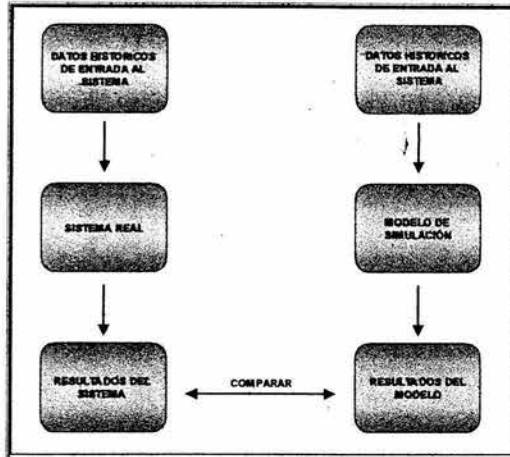 DATOS HISTORICOS
DE ENTRADA AL
SISTEMA
DATOS HISTORICOS
DE ENTRADA AL
SISTEMA
SISTEMA REAL
MODELO DE
SIMULACIÓN
RESULTADOS DEL
SISTEMA
COMPARAR
RESULTADOS DEL
MODELO